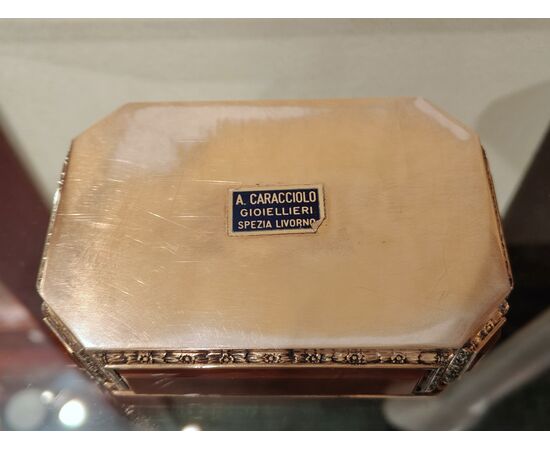 A. CARACCIOLO
GIOIELLIERI
SPEZIA LIVORNO